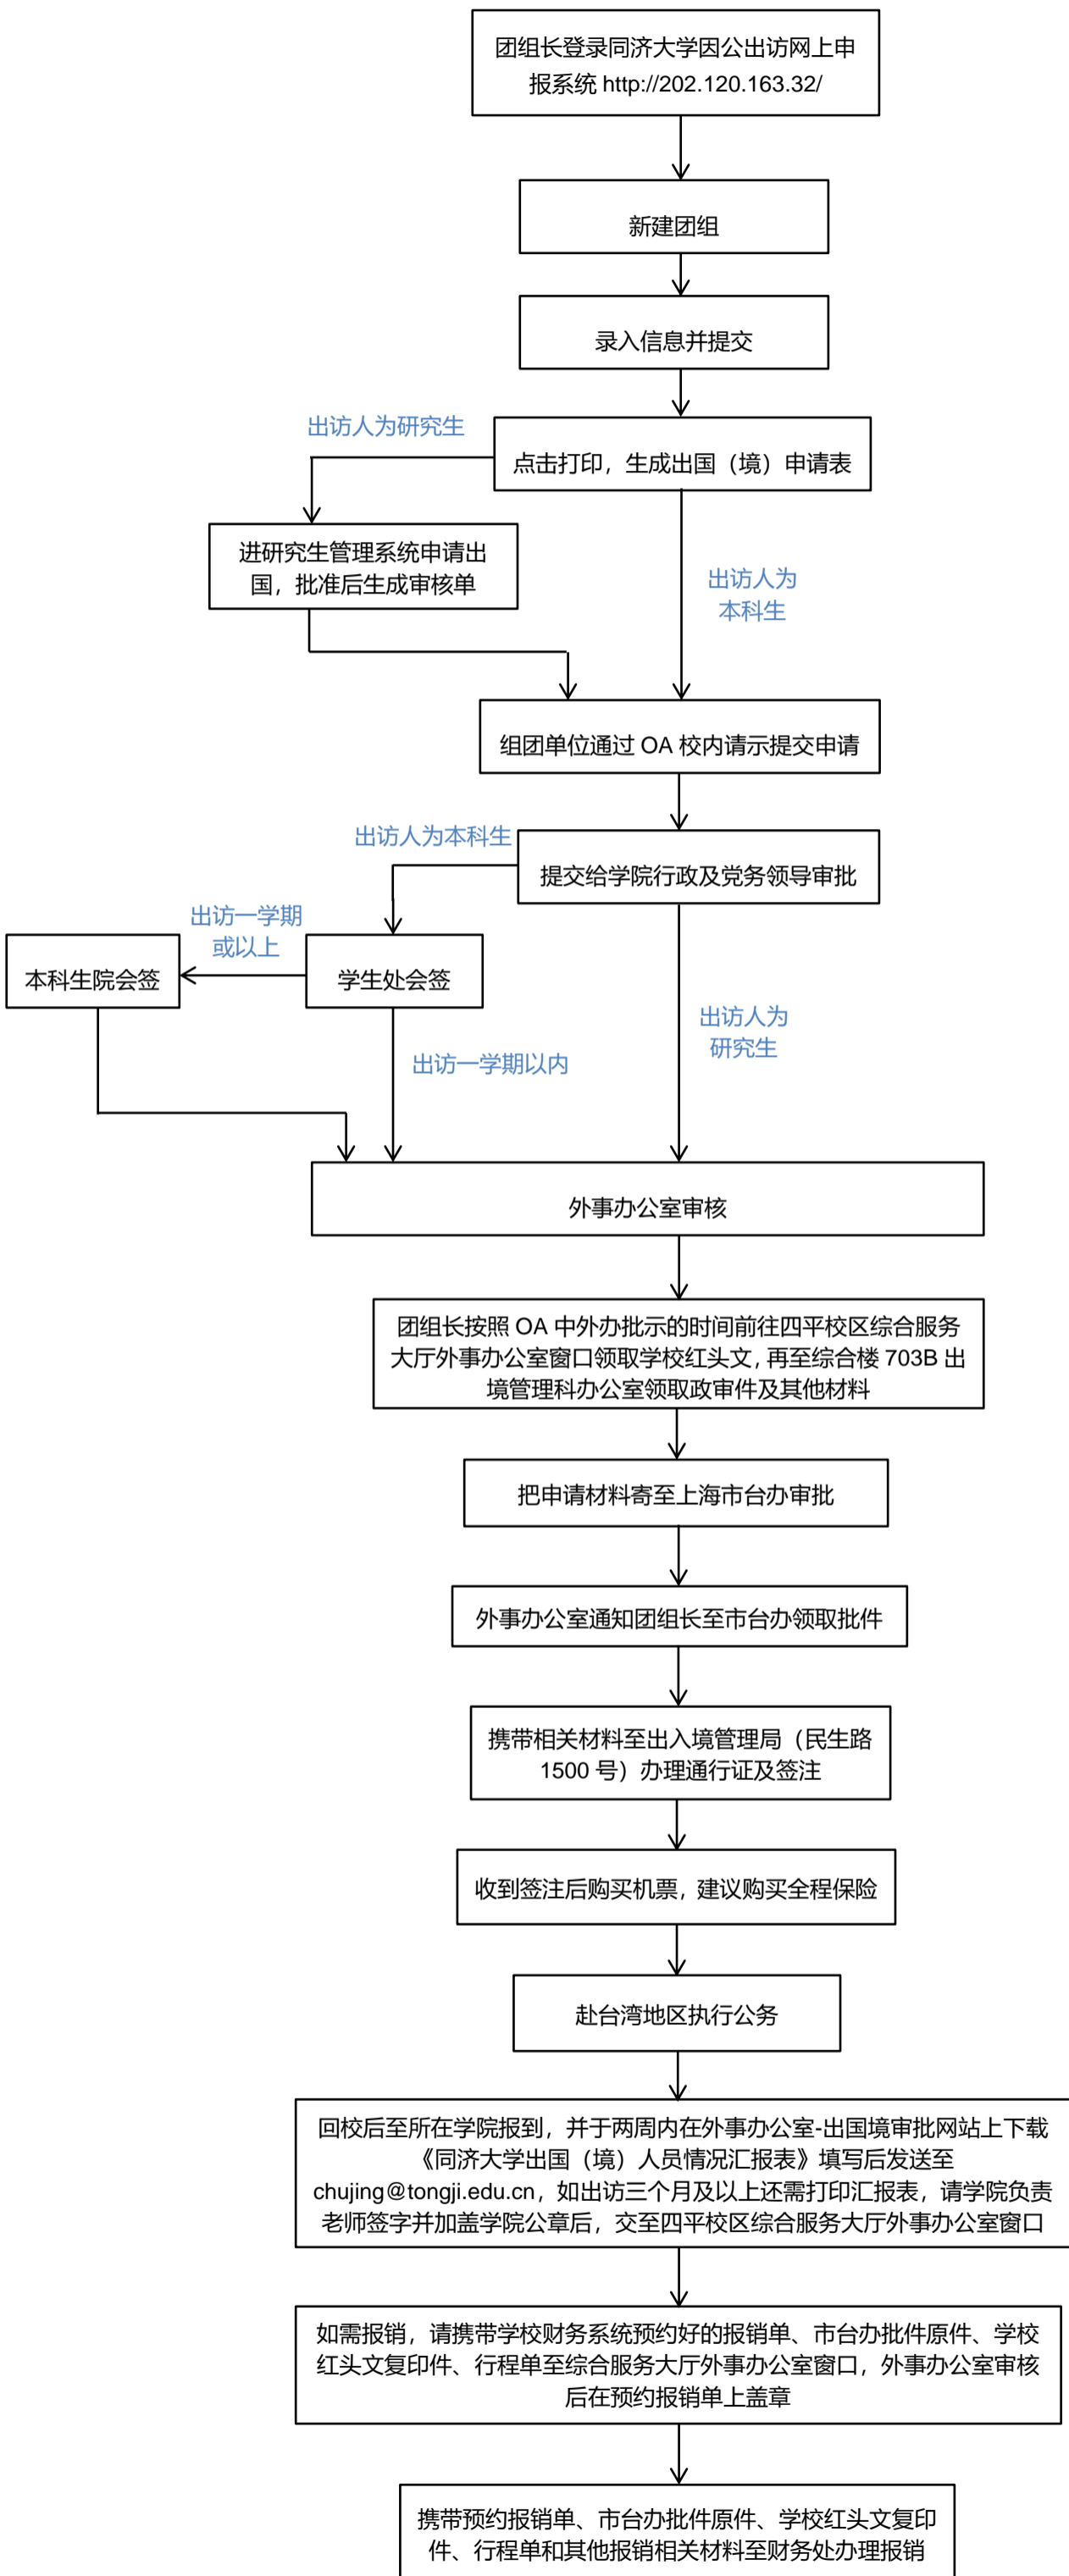 团组长登录同济大学因公出访网上申
报系统 http://202.120.163.32/
新建团组
录入信息并提交
出访人为研究生
点击打印，生成出国（境）申请表
进研究生管理系统申请出
国，批准后生成审核单
出访人为
本科生
组团单位通过 OA 校内请示提交申请
出访人为本科生
提交给学院行政及党务领导审批
出访一学期
或以上
本科生院会签
学生处会签
出访人为
研究生
出访一学期以内
外事办公室审核
团组长按照 OA 中外办批示的时间前往四平校区综合服务
大厅外事办公室窗口领取学校红头文，再至综合楼 703B 出
境管理科办公室领取政审件及其他材料
把申请材料寄至上海市台办审批
外事办公室通知团组长至市台办领取批件
携带相关材料至出入境管理局（民生路
1500 号）办理通行证及签注
收到签注后购买机票，建议购买全程保险
赴台湾地区执行公务
回校后至所在学院报到，并于两周内在外事办公室-出国境审批网站上下载
《同济大学出国（境）人员情况汇报表》填写后发送至
chujing@tongji.edu.cn，如出访三个月及以上还需打印汇报表，请学院负责
老师签字并加盖学院公章后，交至四平校区综合服务大厅外事办公室窗口
如需报销，请携带学校财务系统预约好的报销单、市台办批件原件、学校
红头文复印件、行程单至综合服务大厅外事办公室窗口，外事办公室审核
后在预约报销单上盖章
携带预约报销单、市台办批件原件、学校红头文复印
件、行程单和其他报销相关材料至财务处办理报销